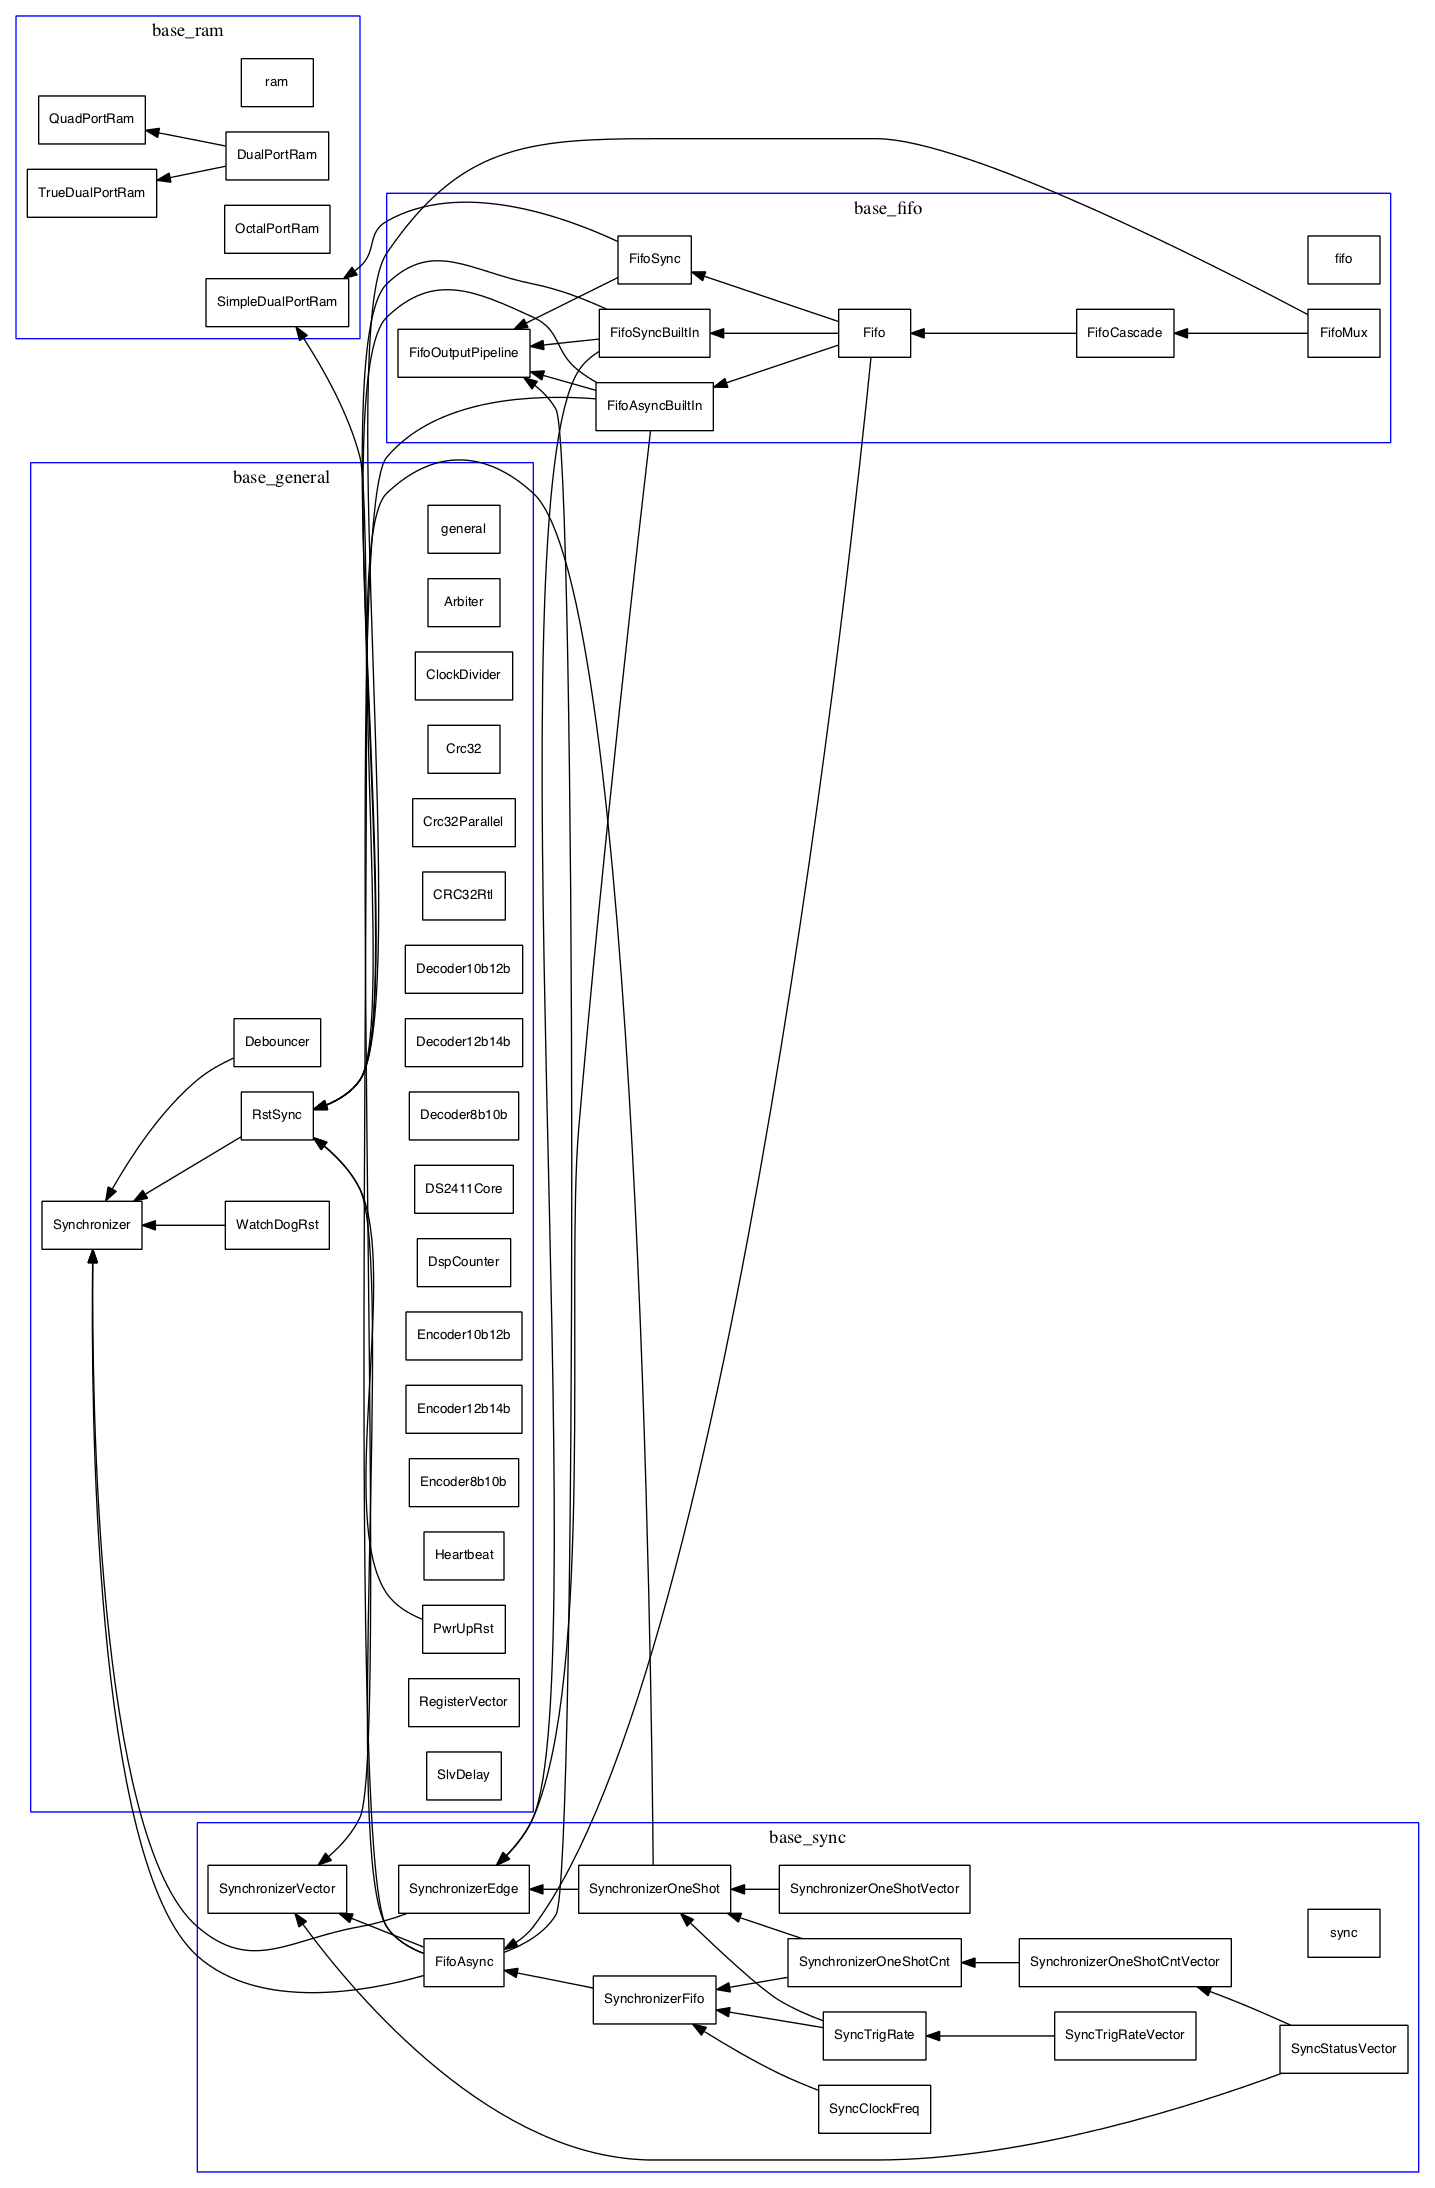 base_ram
ram
QuadPortRam
DualPortRam
TrueDualPortRam
OctalPortRam
SimpleDualPortRam
base_fifo
FifoSync
fifo
FifoSyncBuiltIn
Fifo
FifoCascade
FifoMux
FifoOutputPipeline
FifoAsyncBuiltIn
base_general
general
Arbiter
ClockDivider
Crc32
Crc32Parallel
CRC32Rtl
Decoder10b12b
Debouncer
Decoder12b14b
RstSync
Decoder8b10b
DS2411Core
Synchronizer
WatchDogRst
DspCounter
Encoder10b12b
Encoder12b14b
Encoder8b10b
Heartbeat
PwrUpRst
RegisterVector
SlvDelay
base_sync
SynchronizerVector
SynchronizerEdge
SynchronizerOneShot
SynchronizerOneShotVector
sync
FifoAsync
SynchronizerOneShotCnt
SynchronizerOneShotCntVector
SynchronizerFifo
SyncTrigRate
SyncTrigRateVector
SyncStatusVector
SyncClockFreq